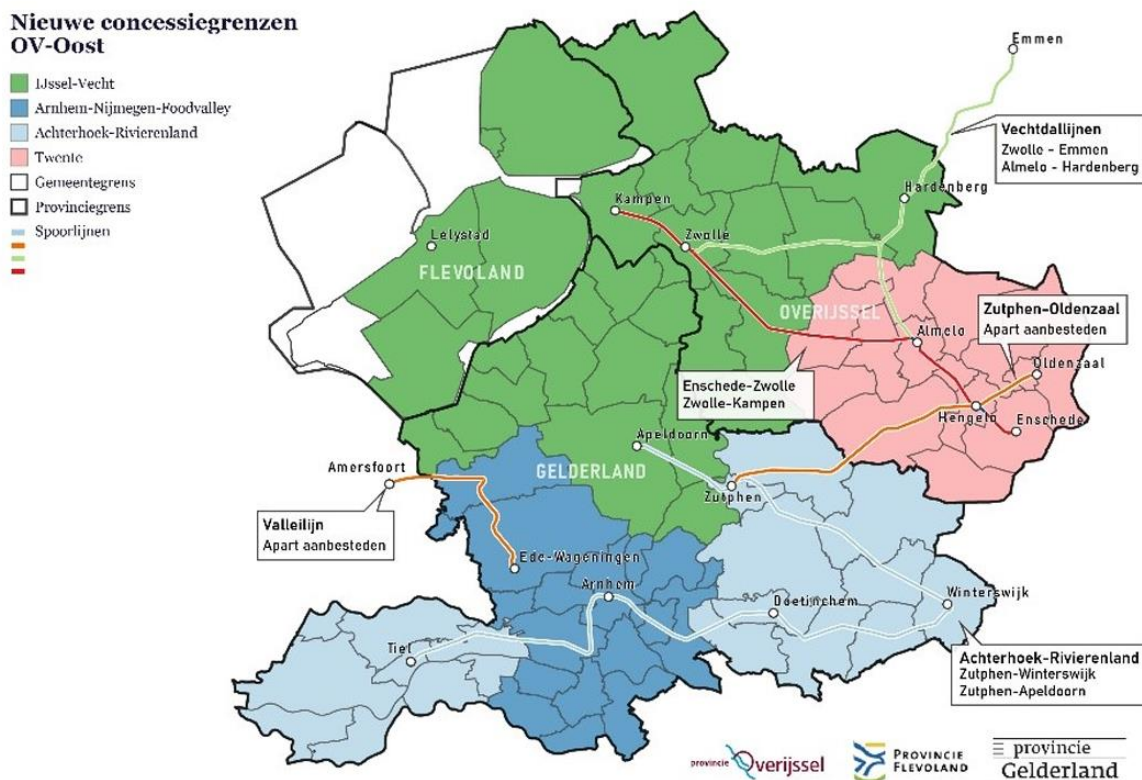 Nieuwe concessiegrenzen
OV-Oost
IJssel-Vecht
Arnhem-Nijmegen-Foodvalley
Achterhoek-Rivierenland
Twente
Gemeentegrens
Provinciegrens
Spoorlijnen
Emmen
Vechtdallijnen
Zwolle - Emmen
Almelo - Hardenberg
Hardenberg
Kampen
Zwolle
Lelystad
FLEVOLAND
OVERIJSSEL
Zutphen-Oldenzaal
Apart aanbesteden
Almelo
Oldenzaal
Enschede-Zwolle
Zwolle-Kampen
Hengelo
Enschede
Apeldoorn
GELDERLAND
Amersfoort
Zutphen
Valleilijn
Apart aanbesteden
Ede-Wageningen
Arnhem
Doetinchem
Winterswijk
Tiel
Achterhoek-Rivierenland
Zutphen-Winterswijk
Zutphen-Apeldoorn
provincie Overijssel
PROVINCIE
FLEVOLAND
provincie
Gelderland